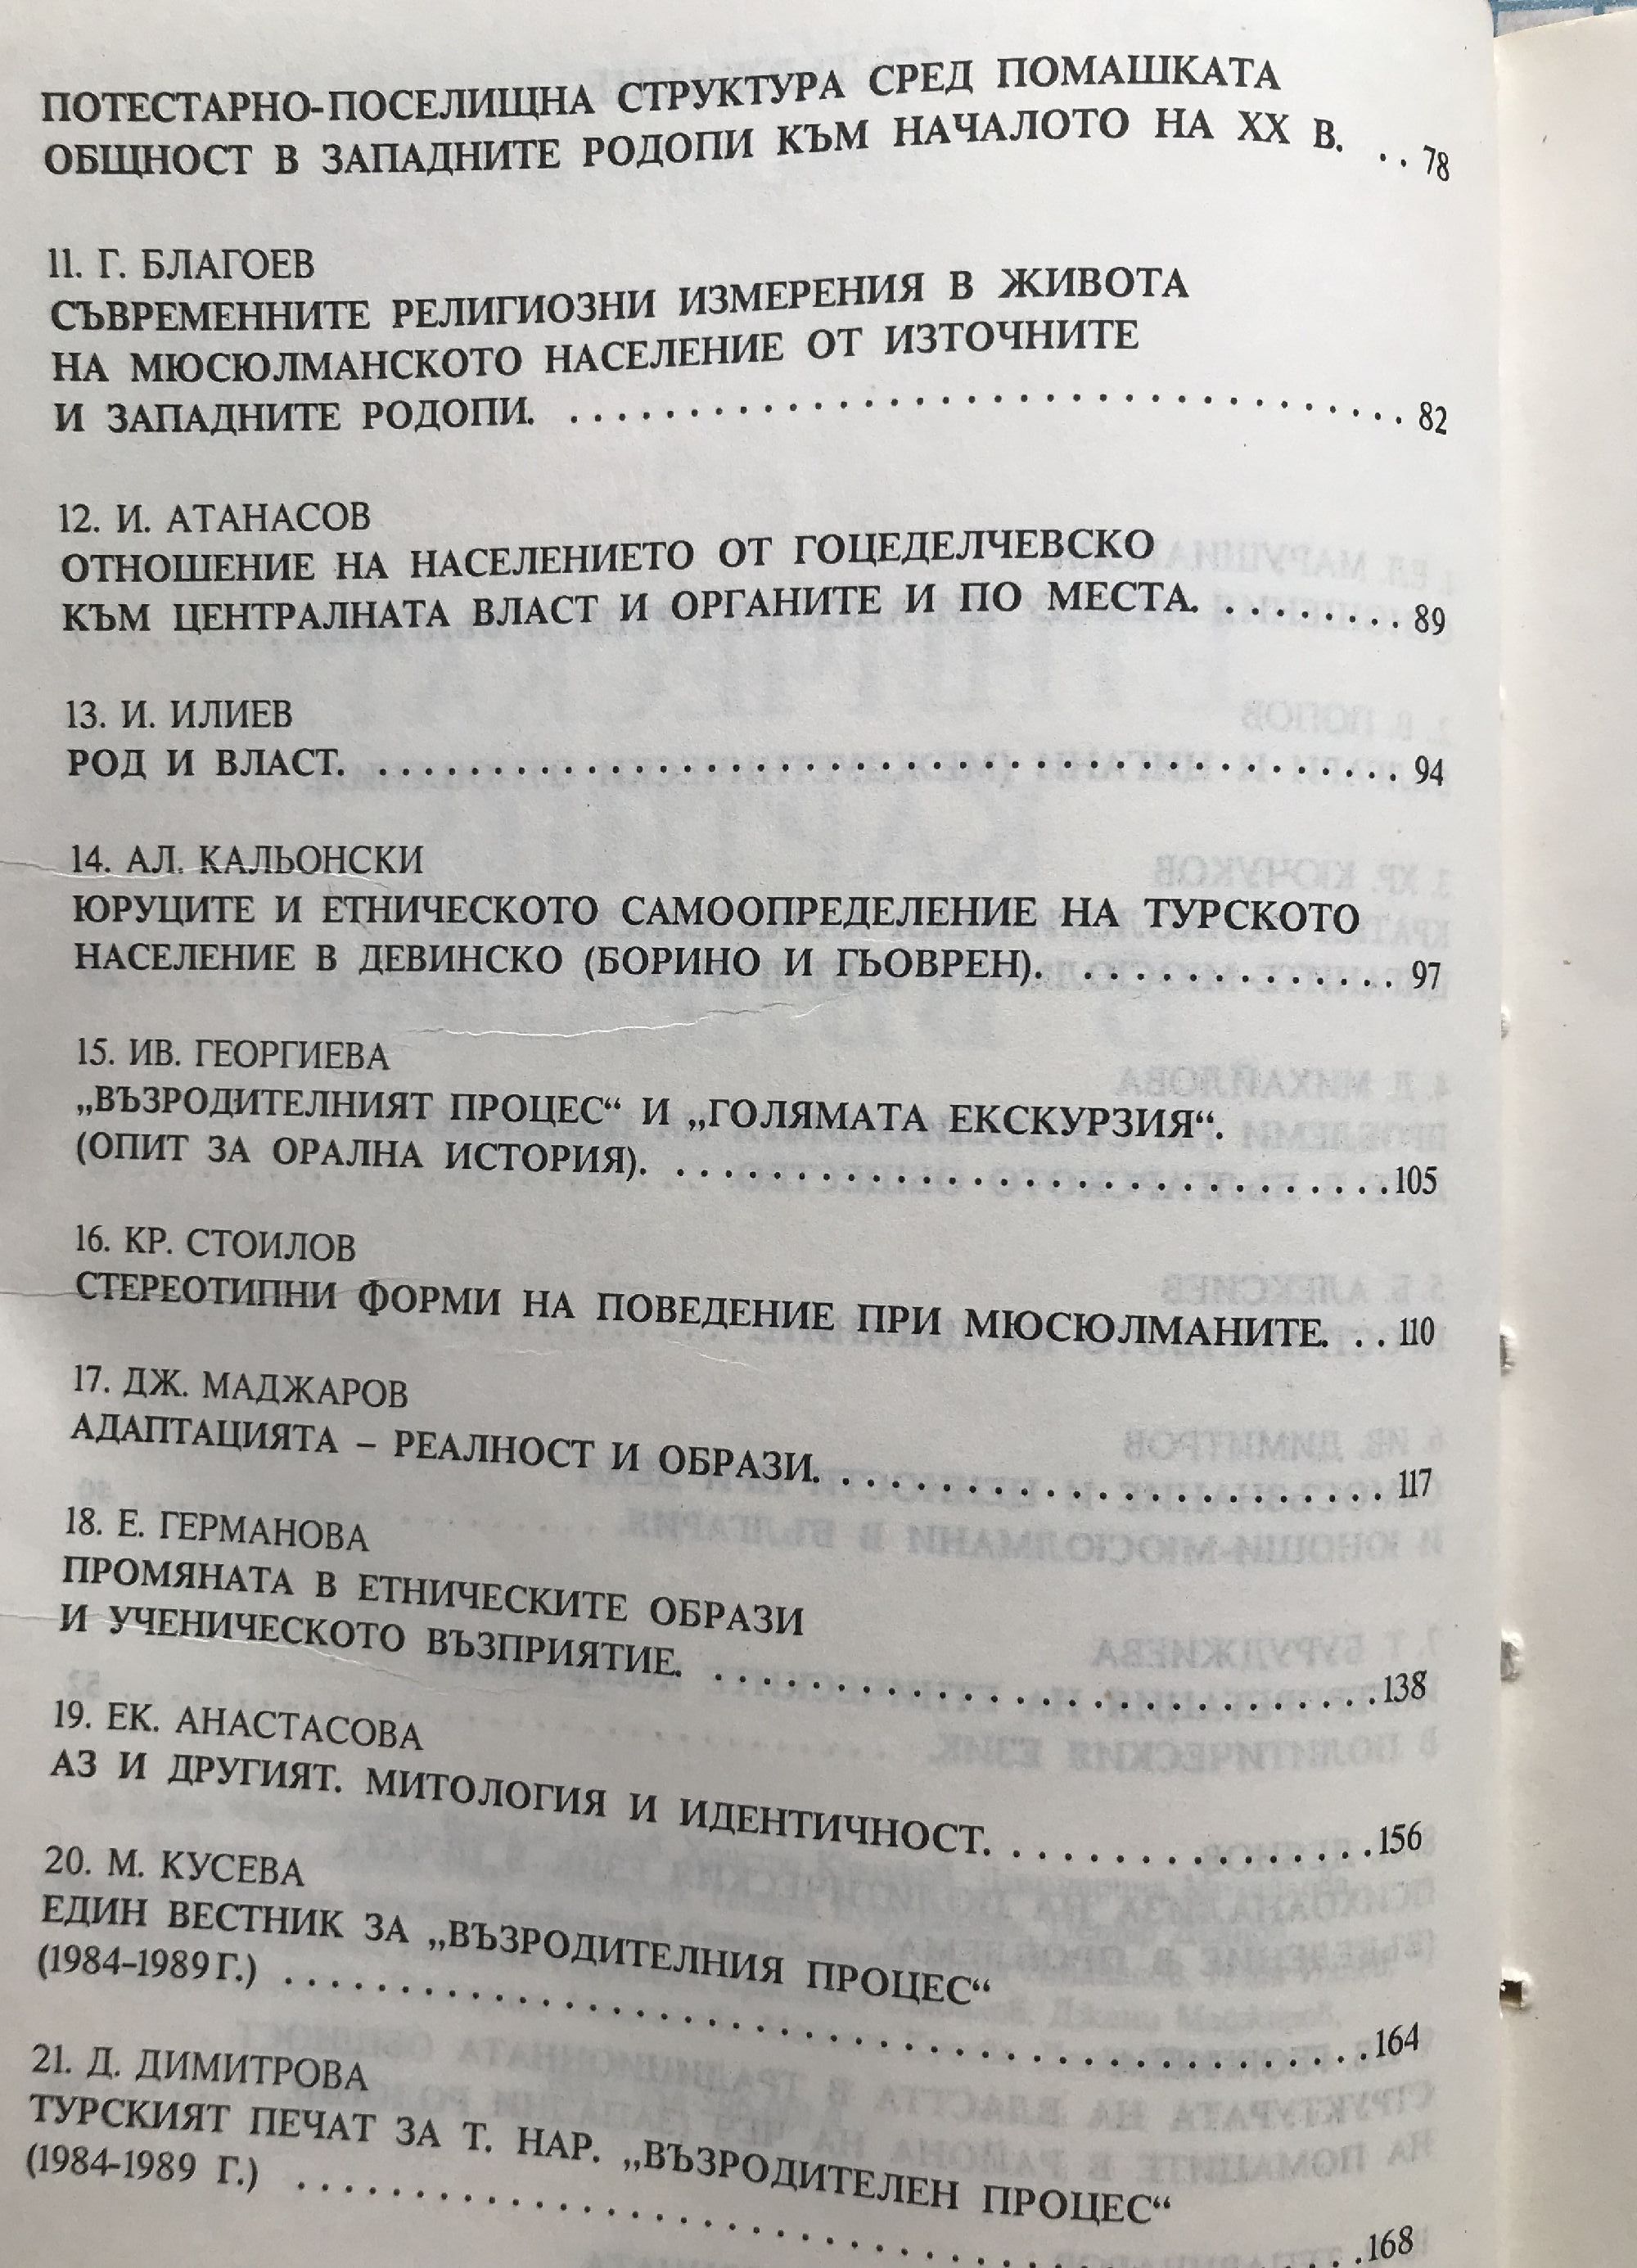 ПОТЕСТАРНО-ПОСЕЛИЩНА СТРУКТУРА СРЕД ПОМАШКАТА
ОБЩНОСТ В ЗАПАДНИТЕ РОДОПИ КЪМ НАЧАЛОТО НА XX В. . . 78
11. Г. БЛАГОЕВ
СЪВРЕМЕННИТЕ РЕЛИГИОЗНИ ИЗМЕРЕНИЯ В ЖИВОТА
НА МЮСЮЛМАНСКОТО НАСЕЛЕНИЕ ОТ ИЗТОЧНИТЕ
И ЗАПАДНИТЕ РОДОПИ. . . . . . . . . . . . . . . . . . . . . . . . . . . . . . . . . . . . 82
12. И. АТАНАСОВ
ОТНОШЕНИЕ НА НАСЕЛЕНИЕТО ОТ ГОЦЕДЕЛЧЕВСКО
КЪМ ЦЕНТРАЛНАТА ВЛАСТ И ОРГАНИТЕ И ПО МЕСТА. . . . . . . . . 89
13. И. ИЛИЕВ
РОД И ВЛАСТ. . . . . . . . . . . . . . . . . . . . . . . . . . . . . . . . . . . . . . . . . . . . 94
14. АЛ. КАЛЬОНСКИ
ЮРУЦИТЕ И ЕТНИЧЕСКОТО САМООПРЕДЕЛЕНИЕ НА ТУРСКОТО
НАСЕЛЕНИЕ В ДЕВИНСКО (БОРИНО И ГЬОВРЕН). . . . . . . . . . . . . . . 97
15. ИВ. ГЕОРГИЕВА
„ВЪЗРОДИТЕЛНИЯТ ПРОЦЕС“ И „ГОЛЯМАТА ЕКСКУРЗИЯ“.
(ОПИТ ЗА ОРАЛНА ИСТОРИЯ). . . . . . . . . . . . . . . . . . . . . . . . . . . . . . . 105
16. КР. СТОИЛОВ
СТЕРЕОТИПНИ ФОРМИ НА ПОВЕДЕНИЕ ПРИ МЮСЮЛМАНИТЕ. . . 110
17. ДЖ. МАДЖАРОВ
АДАПТАЦИЯТА – РЕАЛНОСТ И ОБРАЗИ. . . . . . . . . . . . . . . . . . . . . . . . 117
18. Е. ГЕРМАНОВА
ПРОМЯНАТА В ЕТНИЧЕСКИТЕ ОБРАЗИ
И УЧЕНИЧЕСКОТО ВЪЗПРИЯТИЕ. . . . . . . . . . . . . . . . . . . . . . . . . . . . . 138
19. ЕК. АНАСТАСОВА
АЗ И ДРУГИЯТ. МИТОЛОГИЯ И ИДЕНТИЧНОСТ. . . . . . . . . . . . . . . . . 156
20. М. КУСЕВА
ЕДИН ВЕСТНИК ЗА „ВЪЗРОДИТЕЛНИЯ ПРОЦЕС“
(1984–1989 Г.) . . . . . . . . . . . . . . . . . . . . . . . . . . . . . . . . . . . . . . . . . . . . . . 164
21. Д. ДИМИТРОВА
ТУРСКИЯТ ПЕЧАТ ЗА Т. НАР. „ВЪЗРОДИТЕЛЕН ПРОЦЕС“
(1984-1989 Г.) . . . . . . . . . . . . . . . . . . . . . . . . . . . . . . . . . . . . . . . . . . . . . . 168